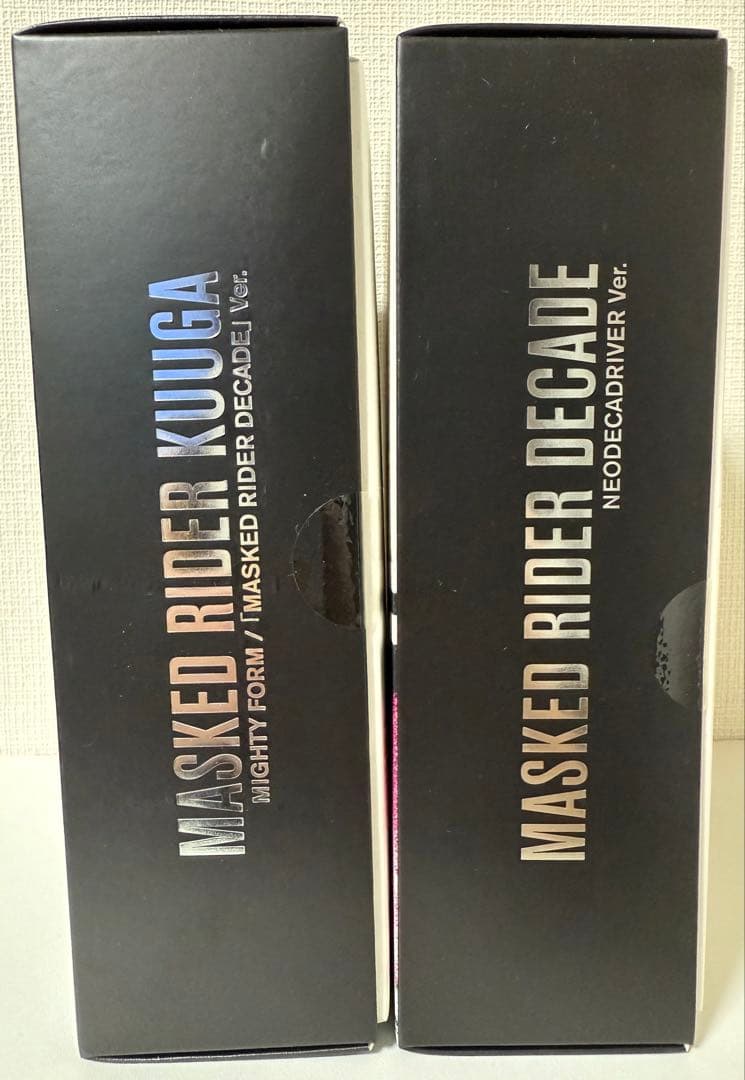 MASKED RIDER KUUGA
MIGHTY FORM /「MASKED RIDER DECADE」Ver.
MASKED RIDER DECADE
NEODECADRIVER Ver.